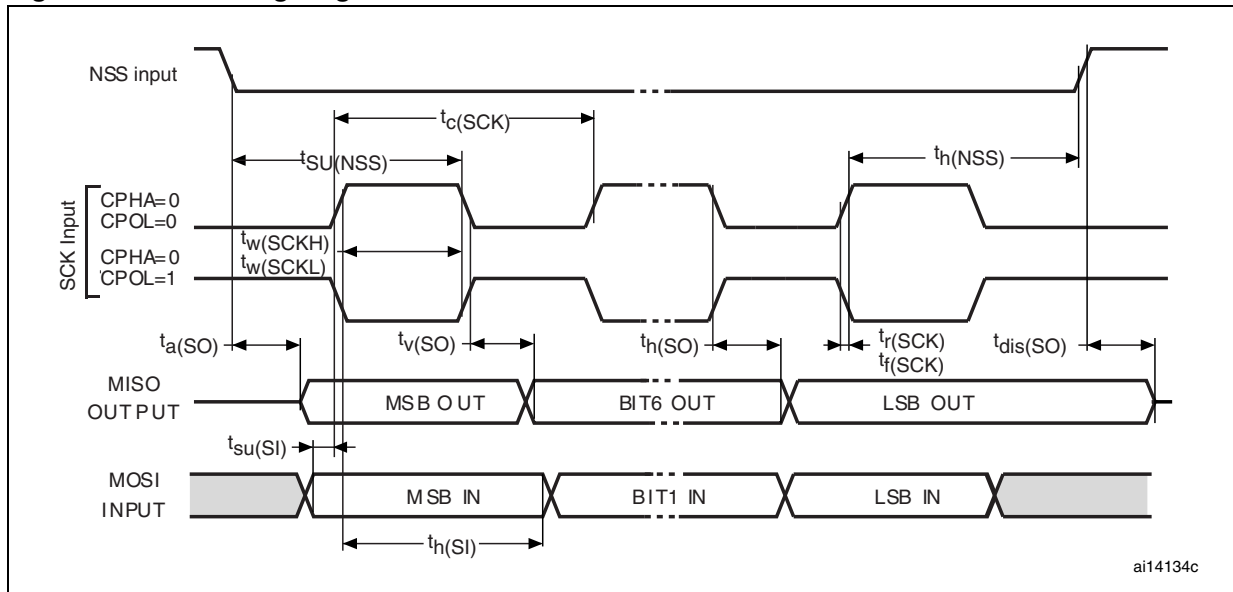 NSS input
tc(SCK)
tSU(NSS)
th(NSS)
SCK Input
CPHA=0
CPOL=0
tw(SCKH)
CPHA=0
tw(SCKL)
CPOL=1
ta(SO)
tv(SO)
th(SO)
tr(SCK)
tf(SCK)
tdis(SO)
MISO
OUTPUT
MSB OUT
BIT6 OUT
LSB OUT
tsu(SI)
MOSI
INPUT
MSB IN
BIT1 IN
LSB IN
th(SI)
ai14134c